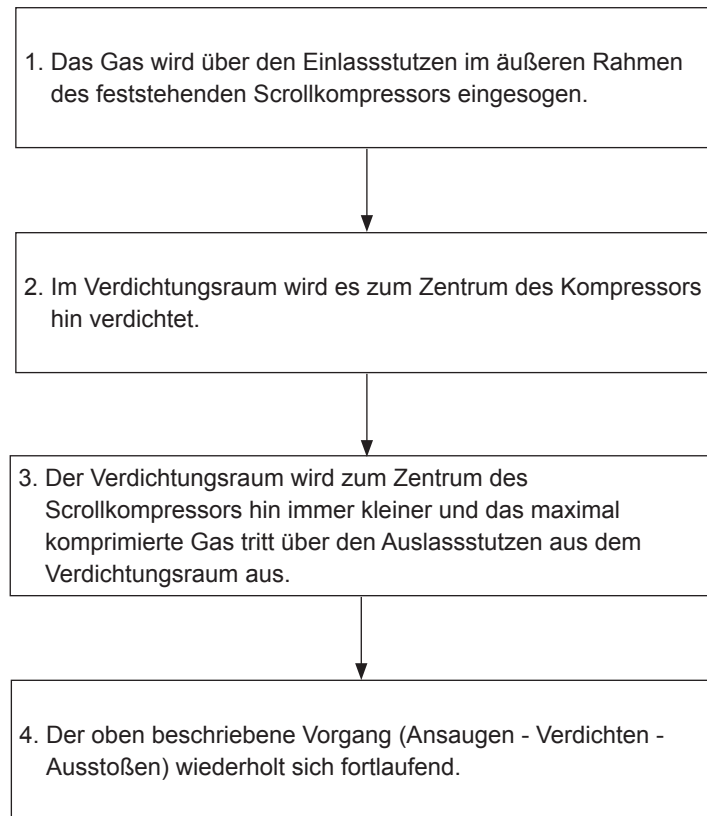 1. Das Gas wird über den Einlassstutzen im äußeren Rahmen
des feststehenden Scrollkompressors eingesogen.
2. Im Verdichtungsraum wird es zum Zentrum des Kompressors
hin verdichtet.
3. Der Verdichtungsraum wird zum Zentrum des
Scrollkompressors hin immer kleiner und das maximal
komprimierte Gas tritt über den Auslassstutzen aus dem
Verdichtungsraum aus.
4. Der oben beschriebene Vorgang (Ansaugen - Verdichten -
Ausstoßen) wiederholt sich fortlaufend.